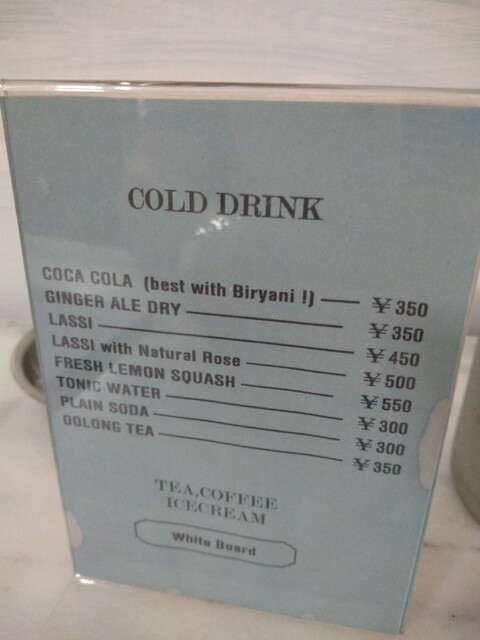 COLD DRINK
COCA COLA (best with Biryani !) ¥350
GINGER ALE DRY ¥350
LASSI ¥450
LASSI with Natural Rose ¥500
FRESH LEMON SQUASH ¥550
TONIC WATER ¥300
PLAIN SODA ¥300
OOLONG TEA ¥350
TEA,COFFEE
ICECREAM
White Board